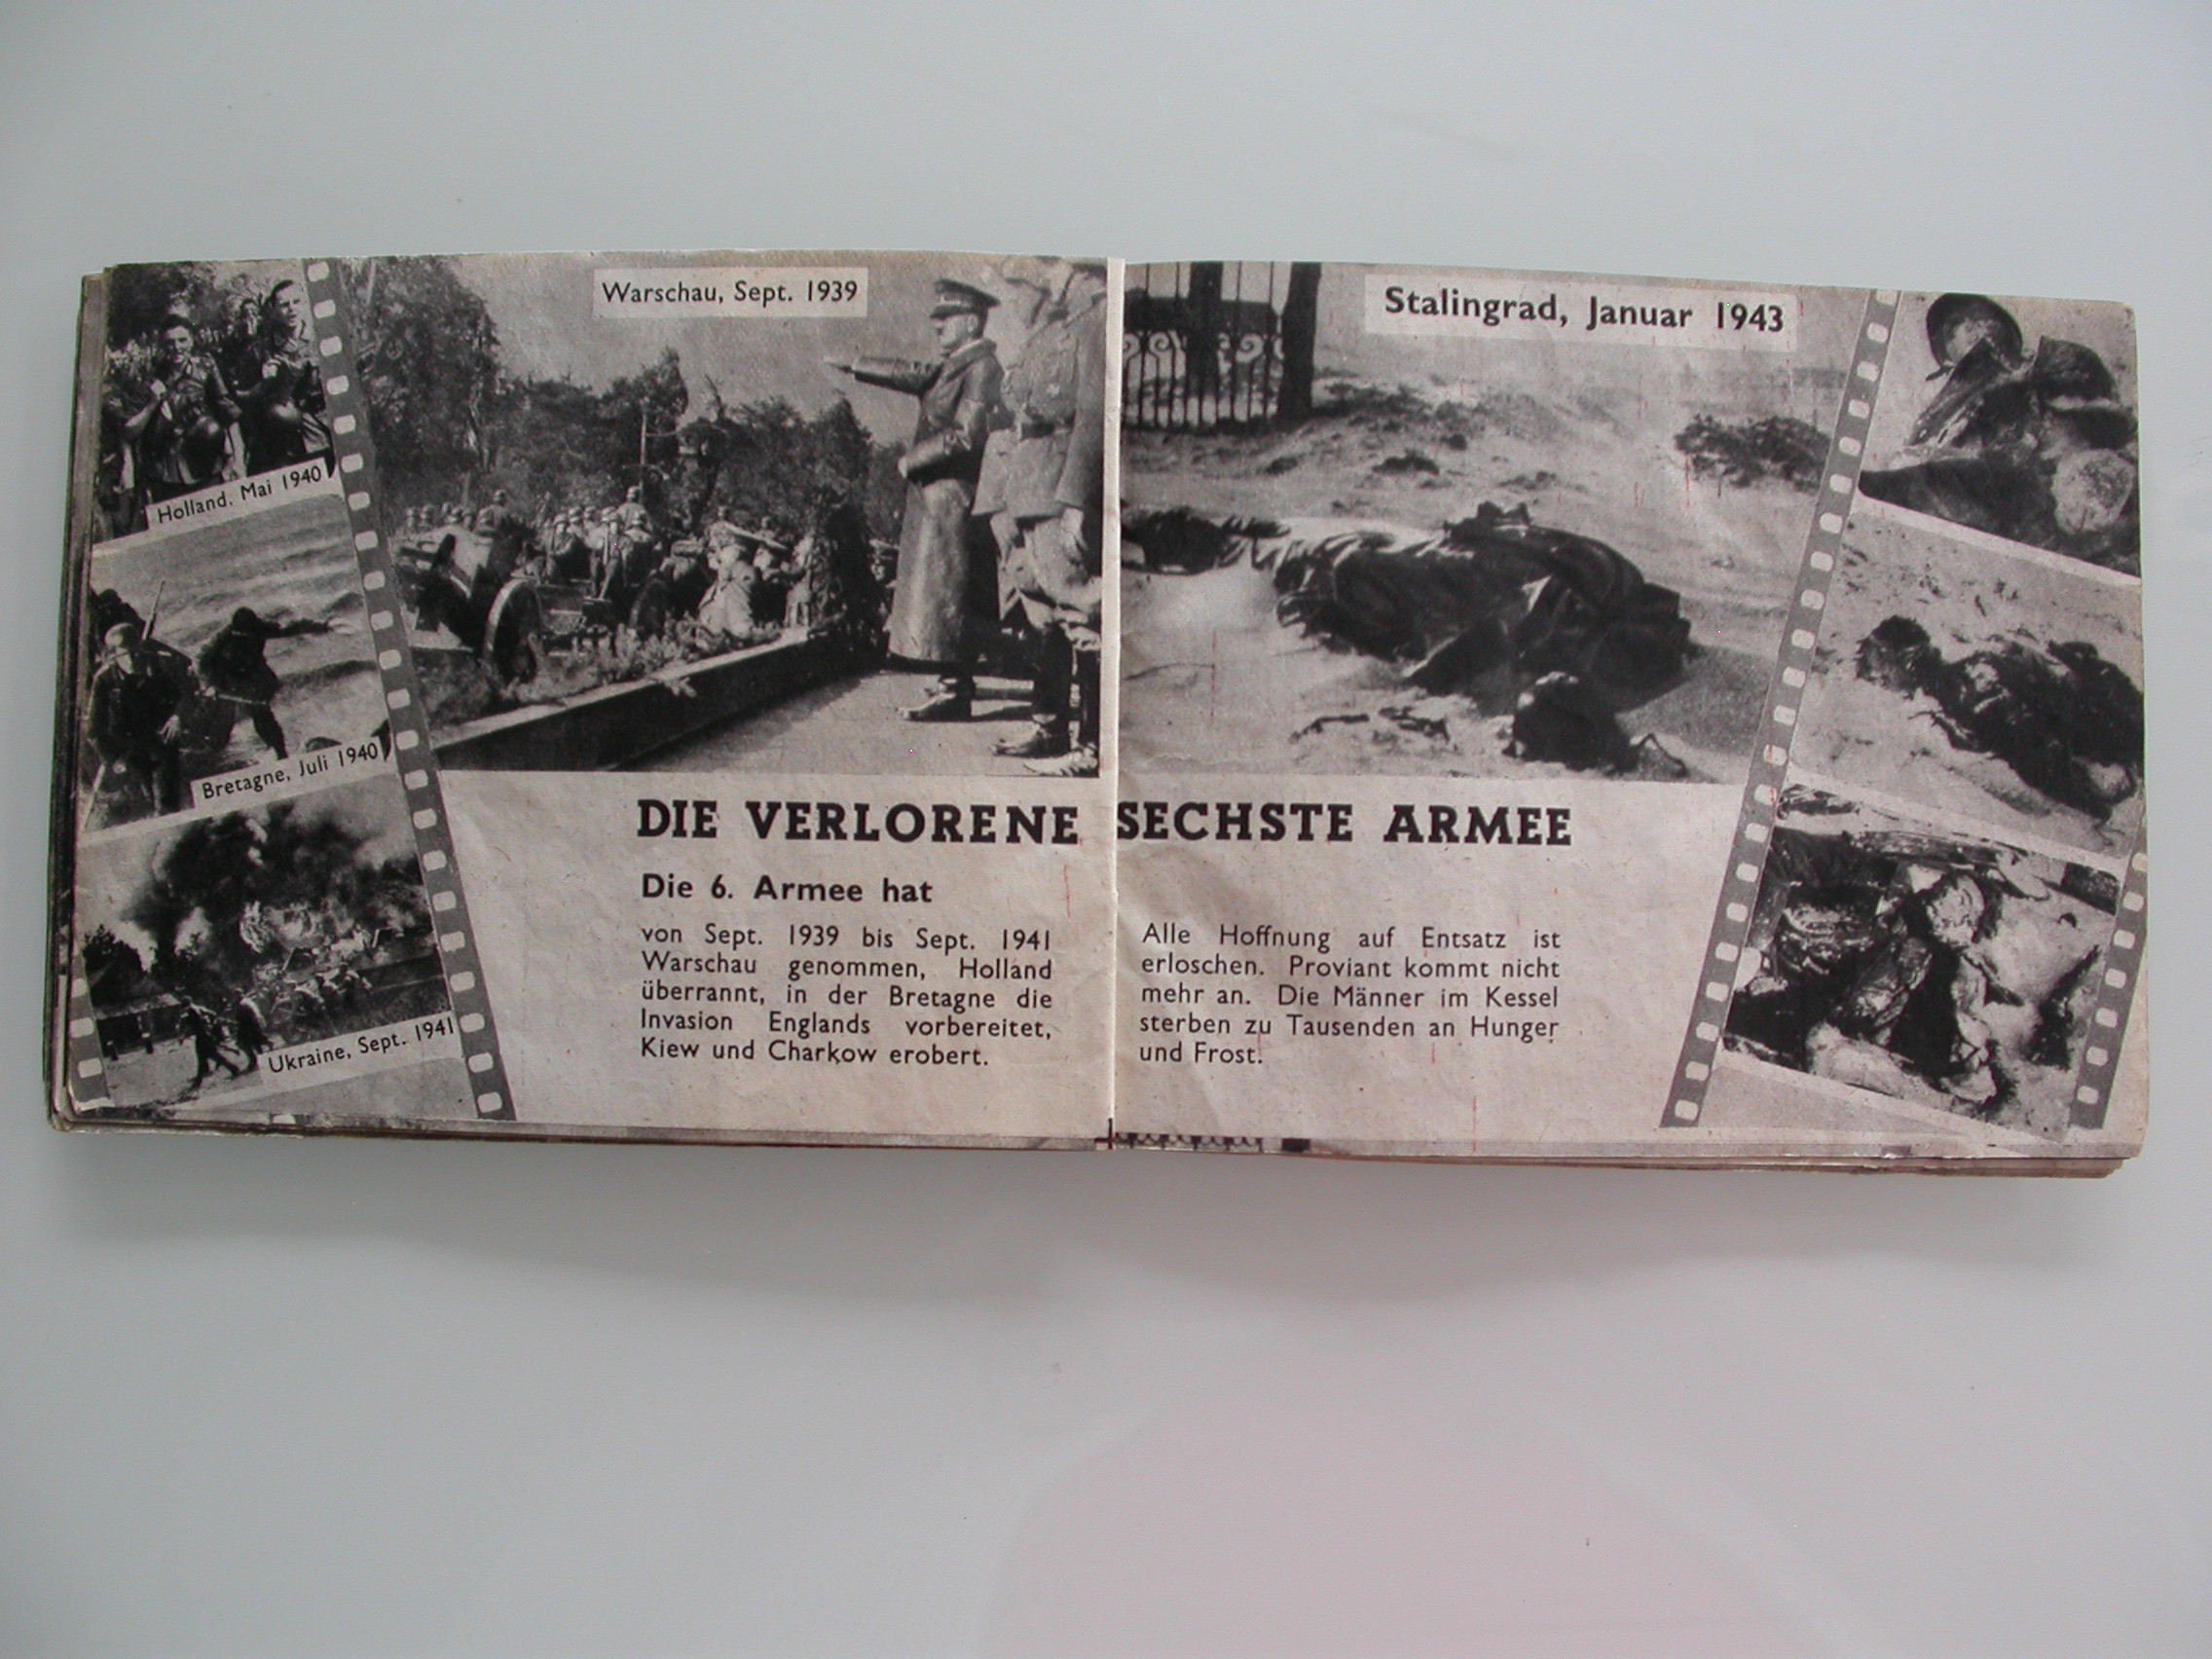 Warschau, Sept. 1939
Holland. Mai 1940
Bretagne, Juli 1940
Ukraine, Sept. 1941
Stalingrad, Januar 1943
DIE VERLORENE SECHSTE ARMEE
Die 6. Armee hat
von Sept. 1939 bis Sept. 1941
Warschau genommen, Holland
überrannt, in der Bretagne die
Invasion Englands vorbereitet,
Kiew und Charkow erobert.
Alle Hoffnung auf Entsatz ist
erloschen. Proviant kommt nicht
mehr an. Die Männer im Kessel
sterben zu Tausenden an Hunger
und Frost.